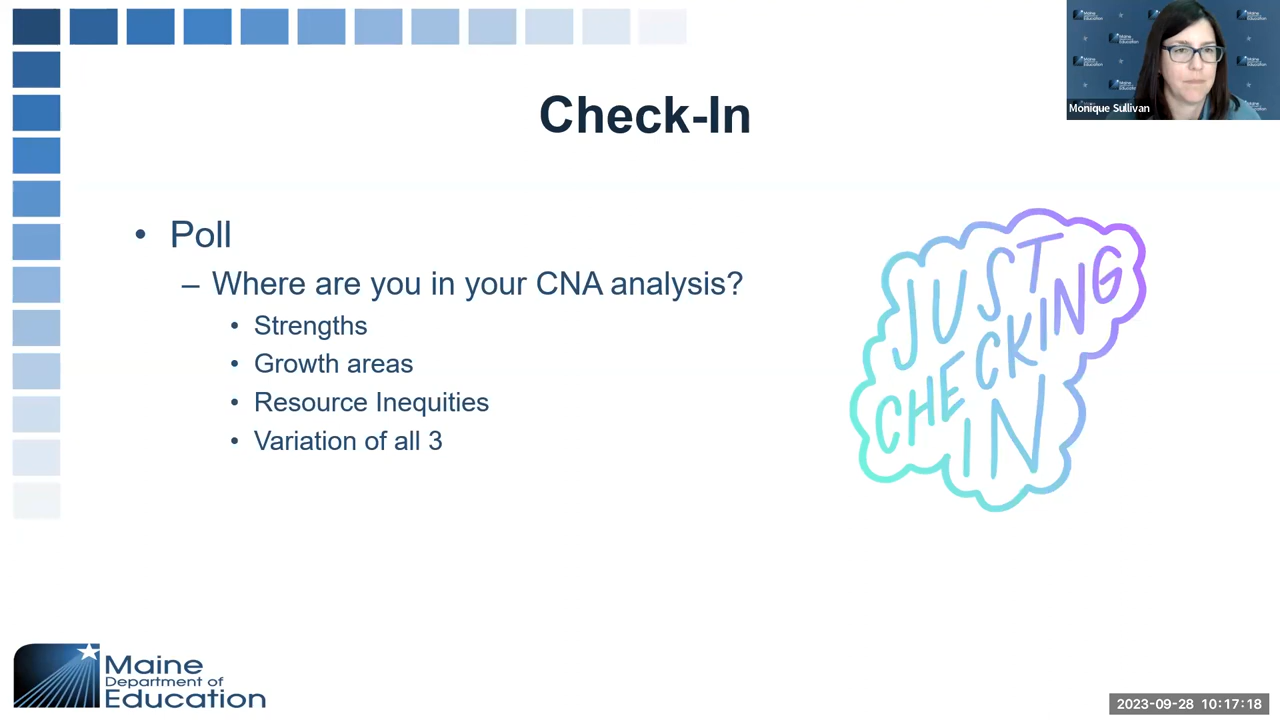 Check-In
Monique Sullivan
• Poll
– Where are you in your CNA analysis?
• Strengths
• Growth areas
• Resource Inequities
• Variation of all 3
JUST
CHECKING
IN
Maine
Department of
Education
2023-09-28 10:17:18